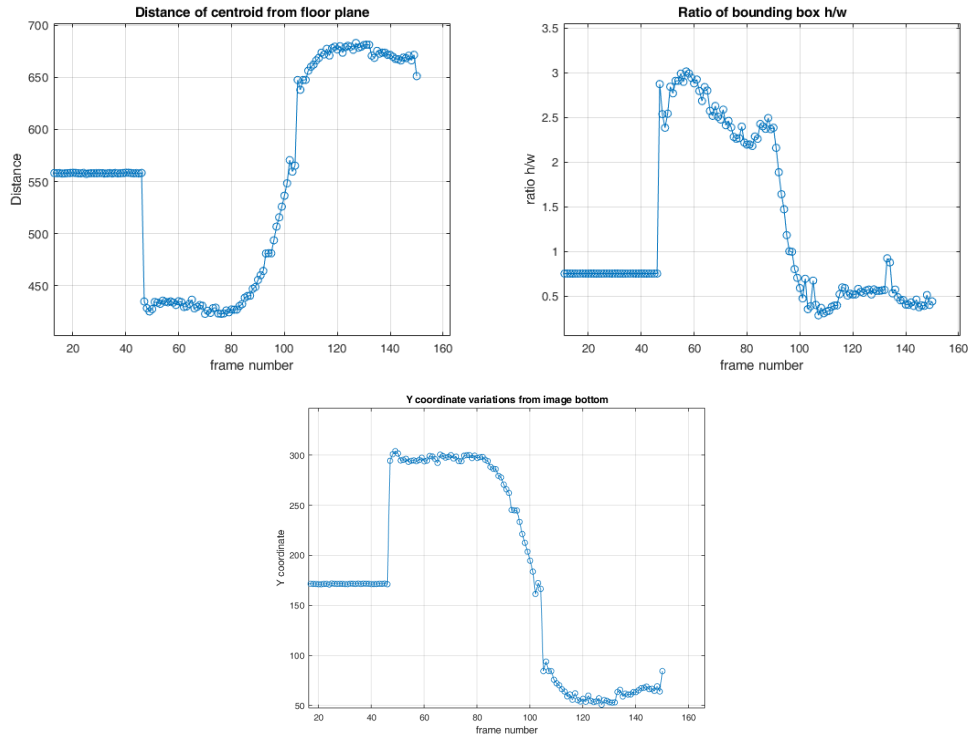 Distance of centroid from floor plane
700
650
600
550
500
450
Distance
20 40 60 80 100 120 140 160
frame number
Ratio of bounding box h/w
3.5
3
2.5
2
1.5
1
0.5
ratio h/w
20 40 60 80 100 120 140 160
frame number
Y coordinate variations from image bottom
300
250
200
150
100
50
Y coordinate
20 40 60 80 100 120 140 160
frame number